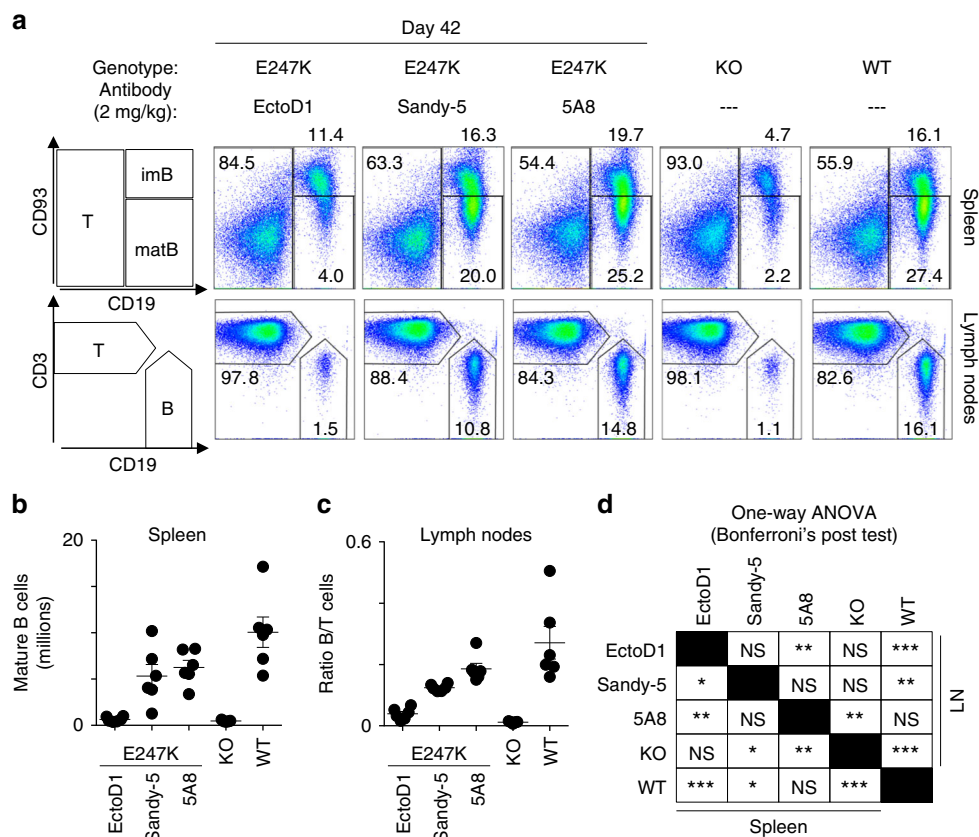 a
Day 42
Genotype: E247K E247K E247K KO WT
Antibody
(2 mg/kg): EctoD1 Sandy-5 5A8 --- ---
11.4 16.3 19.7 4.7 16.1
84.5 63.3 54.4 93.0 55.9
CD93
T
imB
matB
CD19
4.0 20.0 25.2 2.2 27.4
Spleen
CD3
T
B
CD19
97.8 88.4 84.3 98.1 82.6
1.5 10.8 14.8 1.1 16.1
Lymph nodes
b
Spleen
Mature B cells
(millions)
20
10
0
EctoD1 Sandy-5 5A8 KO WT
E247K
c
Lymph nodes
Ratio B/T cells
0.6
0
EctoD1 Sandy-5 5A8 KO WT
E247K
d
One-way ANOVA
(Bonferroni's post test)
EctoD1 Sandy-5 5A8 KO WT
EctoD1 NS ** NS ***
Sandy-5 * NS NS **
5A8 ** NS ** NS
KO NS * ** ***
WT *** * NS ***
LN
Spleen